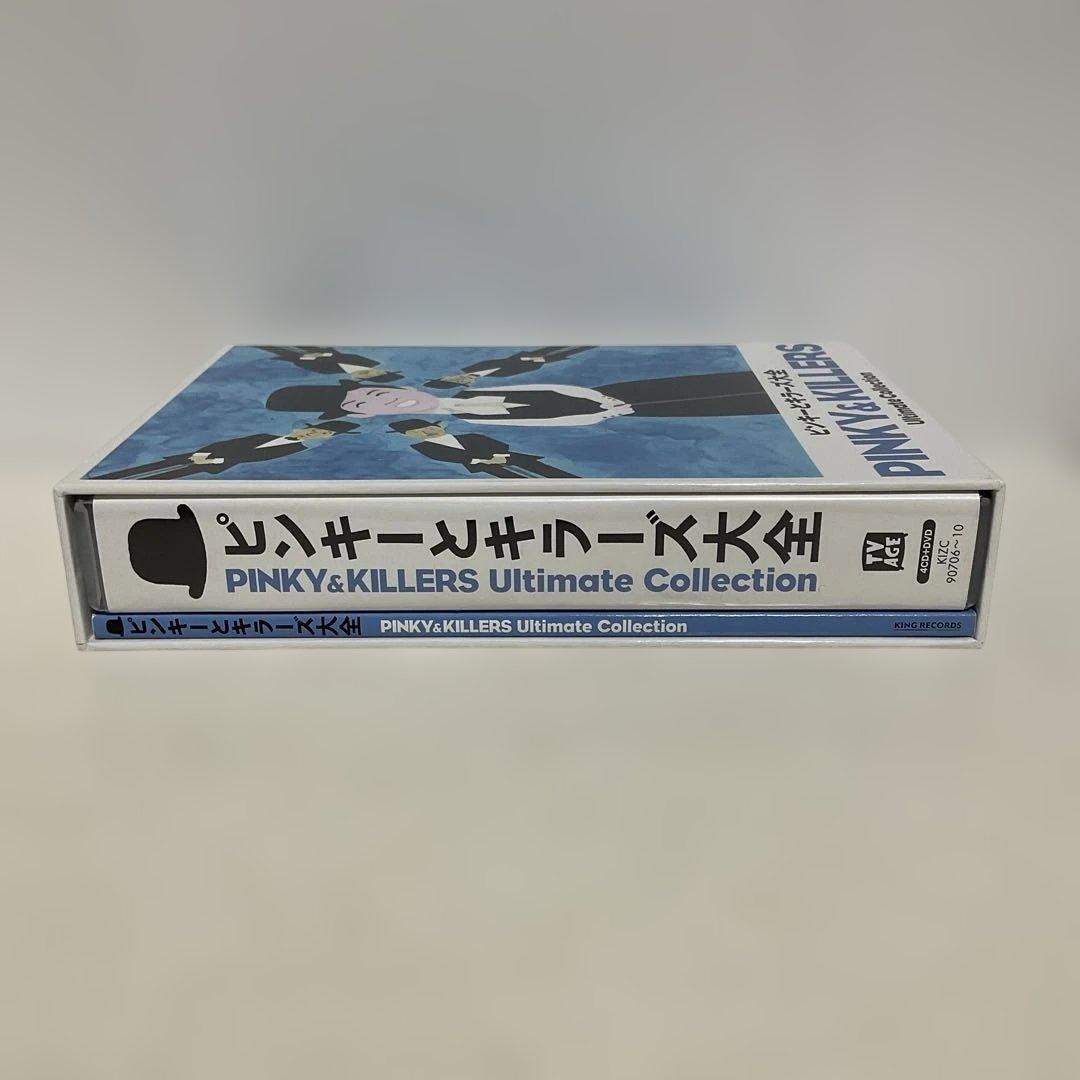 ピンキーとキラーズ大全
PINKY&KILLERS
Ultimate Collection
ピンキーとキラーズ大全
PINKY&KILLERS Ultimate Collection
TV AGE
4CD+DVD
KIZC
90706~10
ピンキーとキラーズ大全 PINKY&KILLERS Ultimate Collection KING RECORDS